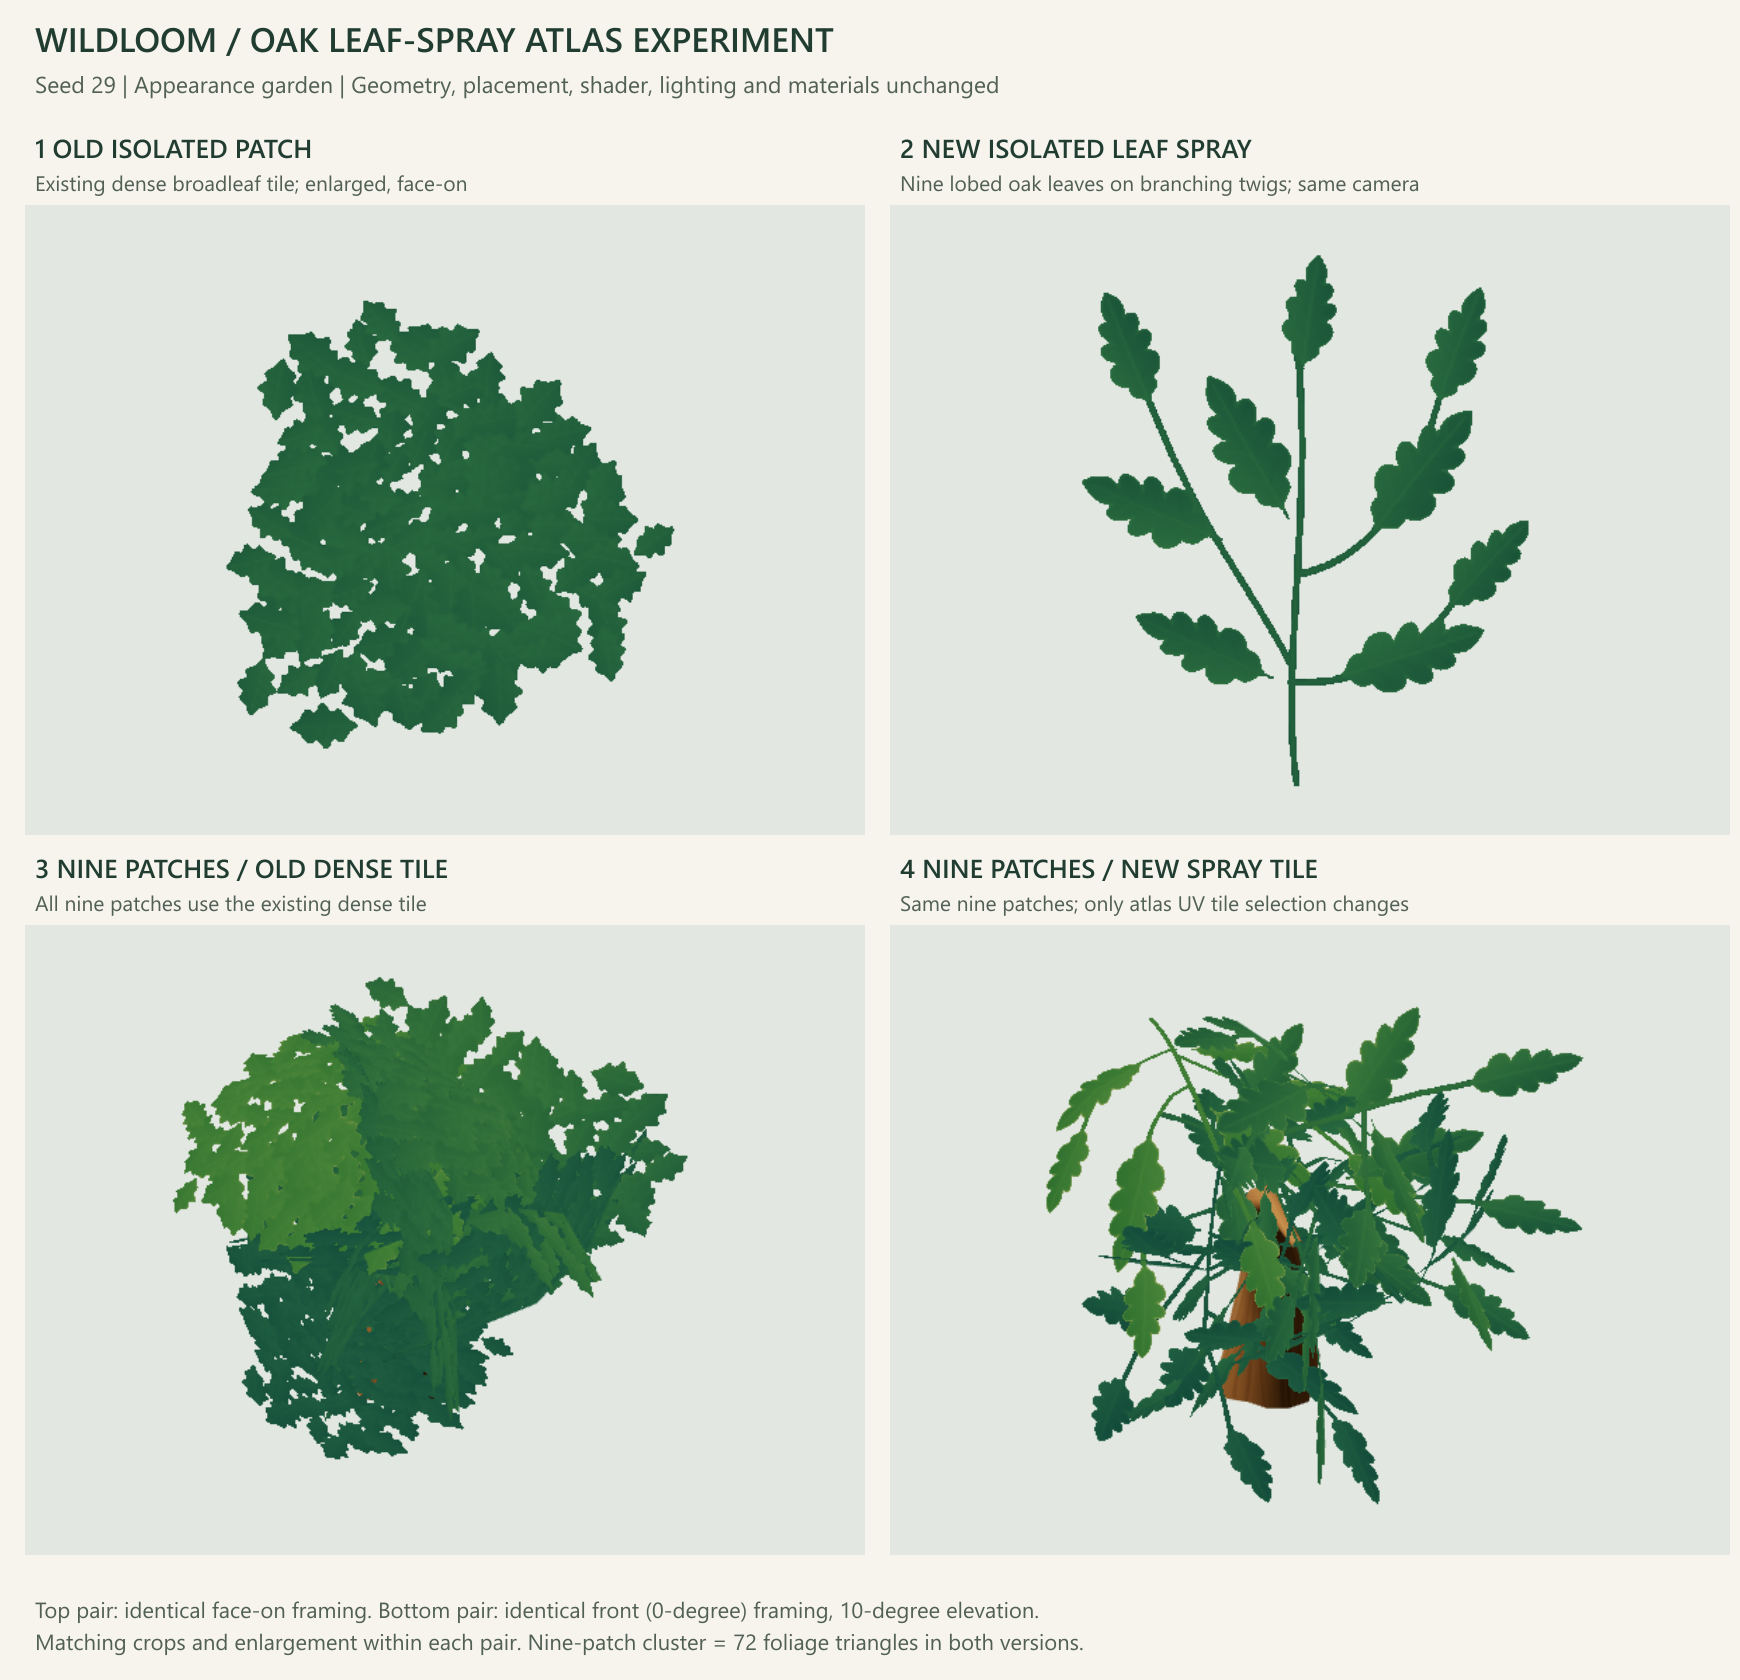 WILDLOOM / OAK LEAF-SPRAY ATLAS EXPERIMENT
Seed 29 | Appearance garden | Geometry, placement, shader, lighting and materials unchanged
1 OLD ISOLATED PATCH
Existing dense broadleaf tile; enlarged, face-on
2 NEW ISOLATED LEAF SPRAY
Nine lobed oak leaves on branching twigs; same camera
3 NINE PATCHES / OLD DENSE TILE
All nine patches use the existing dense tile
4 NINE PATCHES / NEW SPRAY TILE
Same nine patches; only atlas UV tile selection changes
Top pair: identical face-on framing. Bottom pair: identical front (0-degree) framing, 10-degree elevation.
Matching crops and enlargement within each pair. Nine-patch cluster = 72 foliage triangles in both versions.